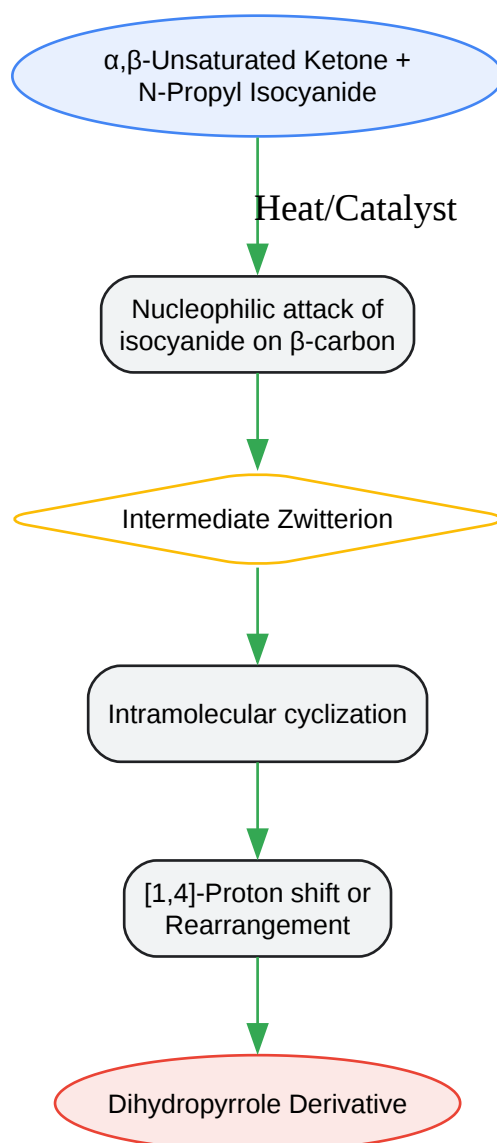 α,β-Unsaturated Ketone +
N-Propyl Isocyanide
Heat/Catalyst
Nucleophilic attack of
isocyanide on β-carbon
Intermediate Zwitterion
Intramolecular cyclization
[1,4]-Proton shift or
Rearrangement
Dihydropyrrole Derivative